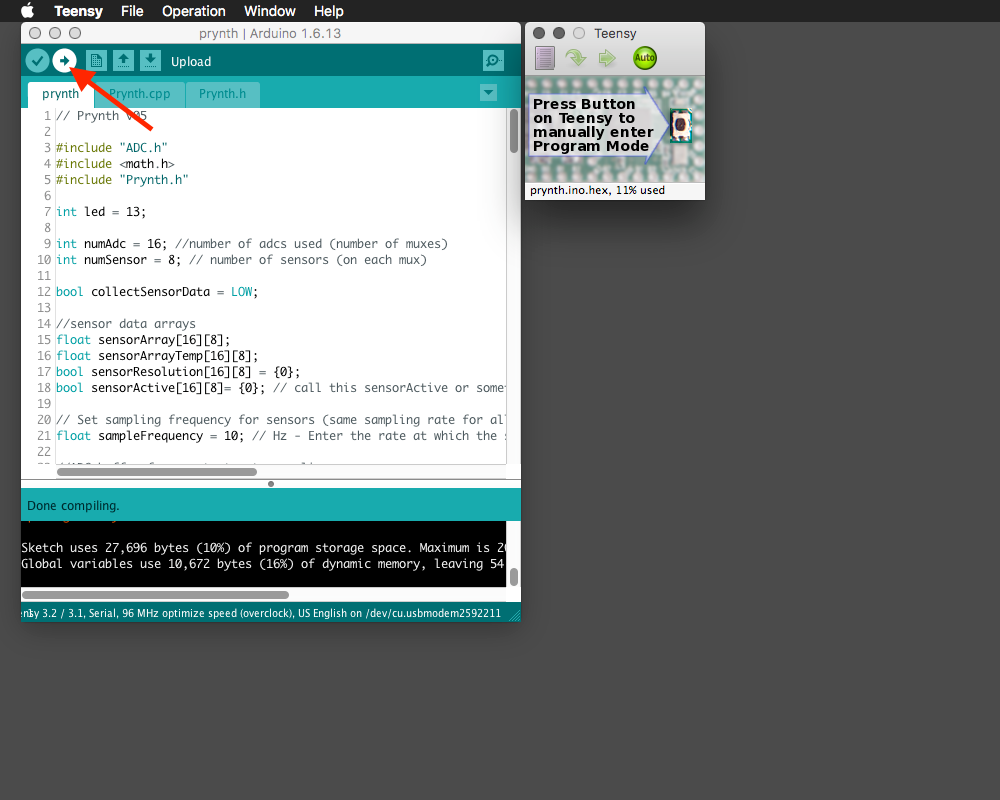 Teensy File Operation Window Help
prynth | Arduino 1.6.13
Upload
prynth Prynth.cpp Prynth.h
1 // Prynth
2
3 #include "ADC.h"
4 #include <math.h>
5 #include "Prynth.h"
6
7 int led = 13;
8
9 int numAdc = 16; //number of adcs used (number of muxes)
10 int numSensor = 8; // number of sensors (on each mux)
11
12 bool collectSensorData = LOW;
13
14 //sensor data arrays
15 float sensorArray[16][8];
16 float sensorArrayTemp[16][8];
17 bool sensorResolution[16][8] = {0};
18 bool sensorActive[16][8]= {0}; // call this sensorActive or some
19
20 // Set sampling frequency for sensors (same sampling rate for al
21 float sampleFrequency = 10; // Hz - Enter the rate at which the
22
Done compiling.
Sketch uses 27,696 bytes (10%) of program storage space. Maximum is 2
Global variables use 10,672 bytes (16%) of dynamic memory, leaving 54
3.2 / 3.1, Serial, 96 MHz optimize speed (overclock), US English on /dev/cu.usbmodem2592211
Teensy
Auto
Press Button
on Teensy to
manually enter
Program Mode
prynth.ino.hex, 11% used